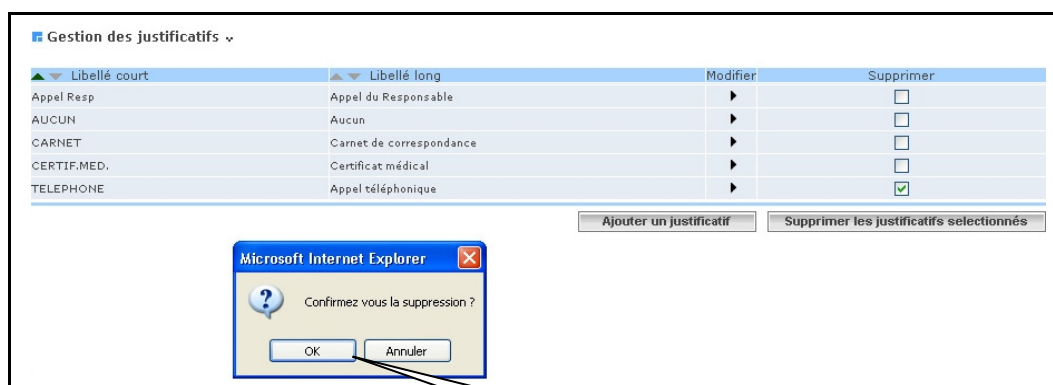 Gestion des justificatifs
Libellé court Libellé long Modifier Supprimer
Appel Resp Appel du Responsable
AUCUN Aucun
CARNET Carnet de correspondance
CERTIF.MED. Certificat médical
TELEPHONE Appel téléphonique
Ajouter un justificatif Supprimer les justificatifs selectionnés
Microsoft Internet Explorer
Confirmez vous la suppression ?
OK Annuler